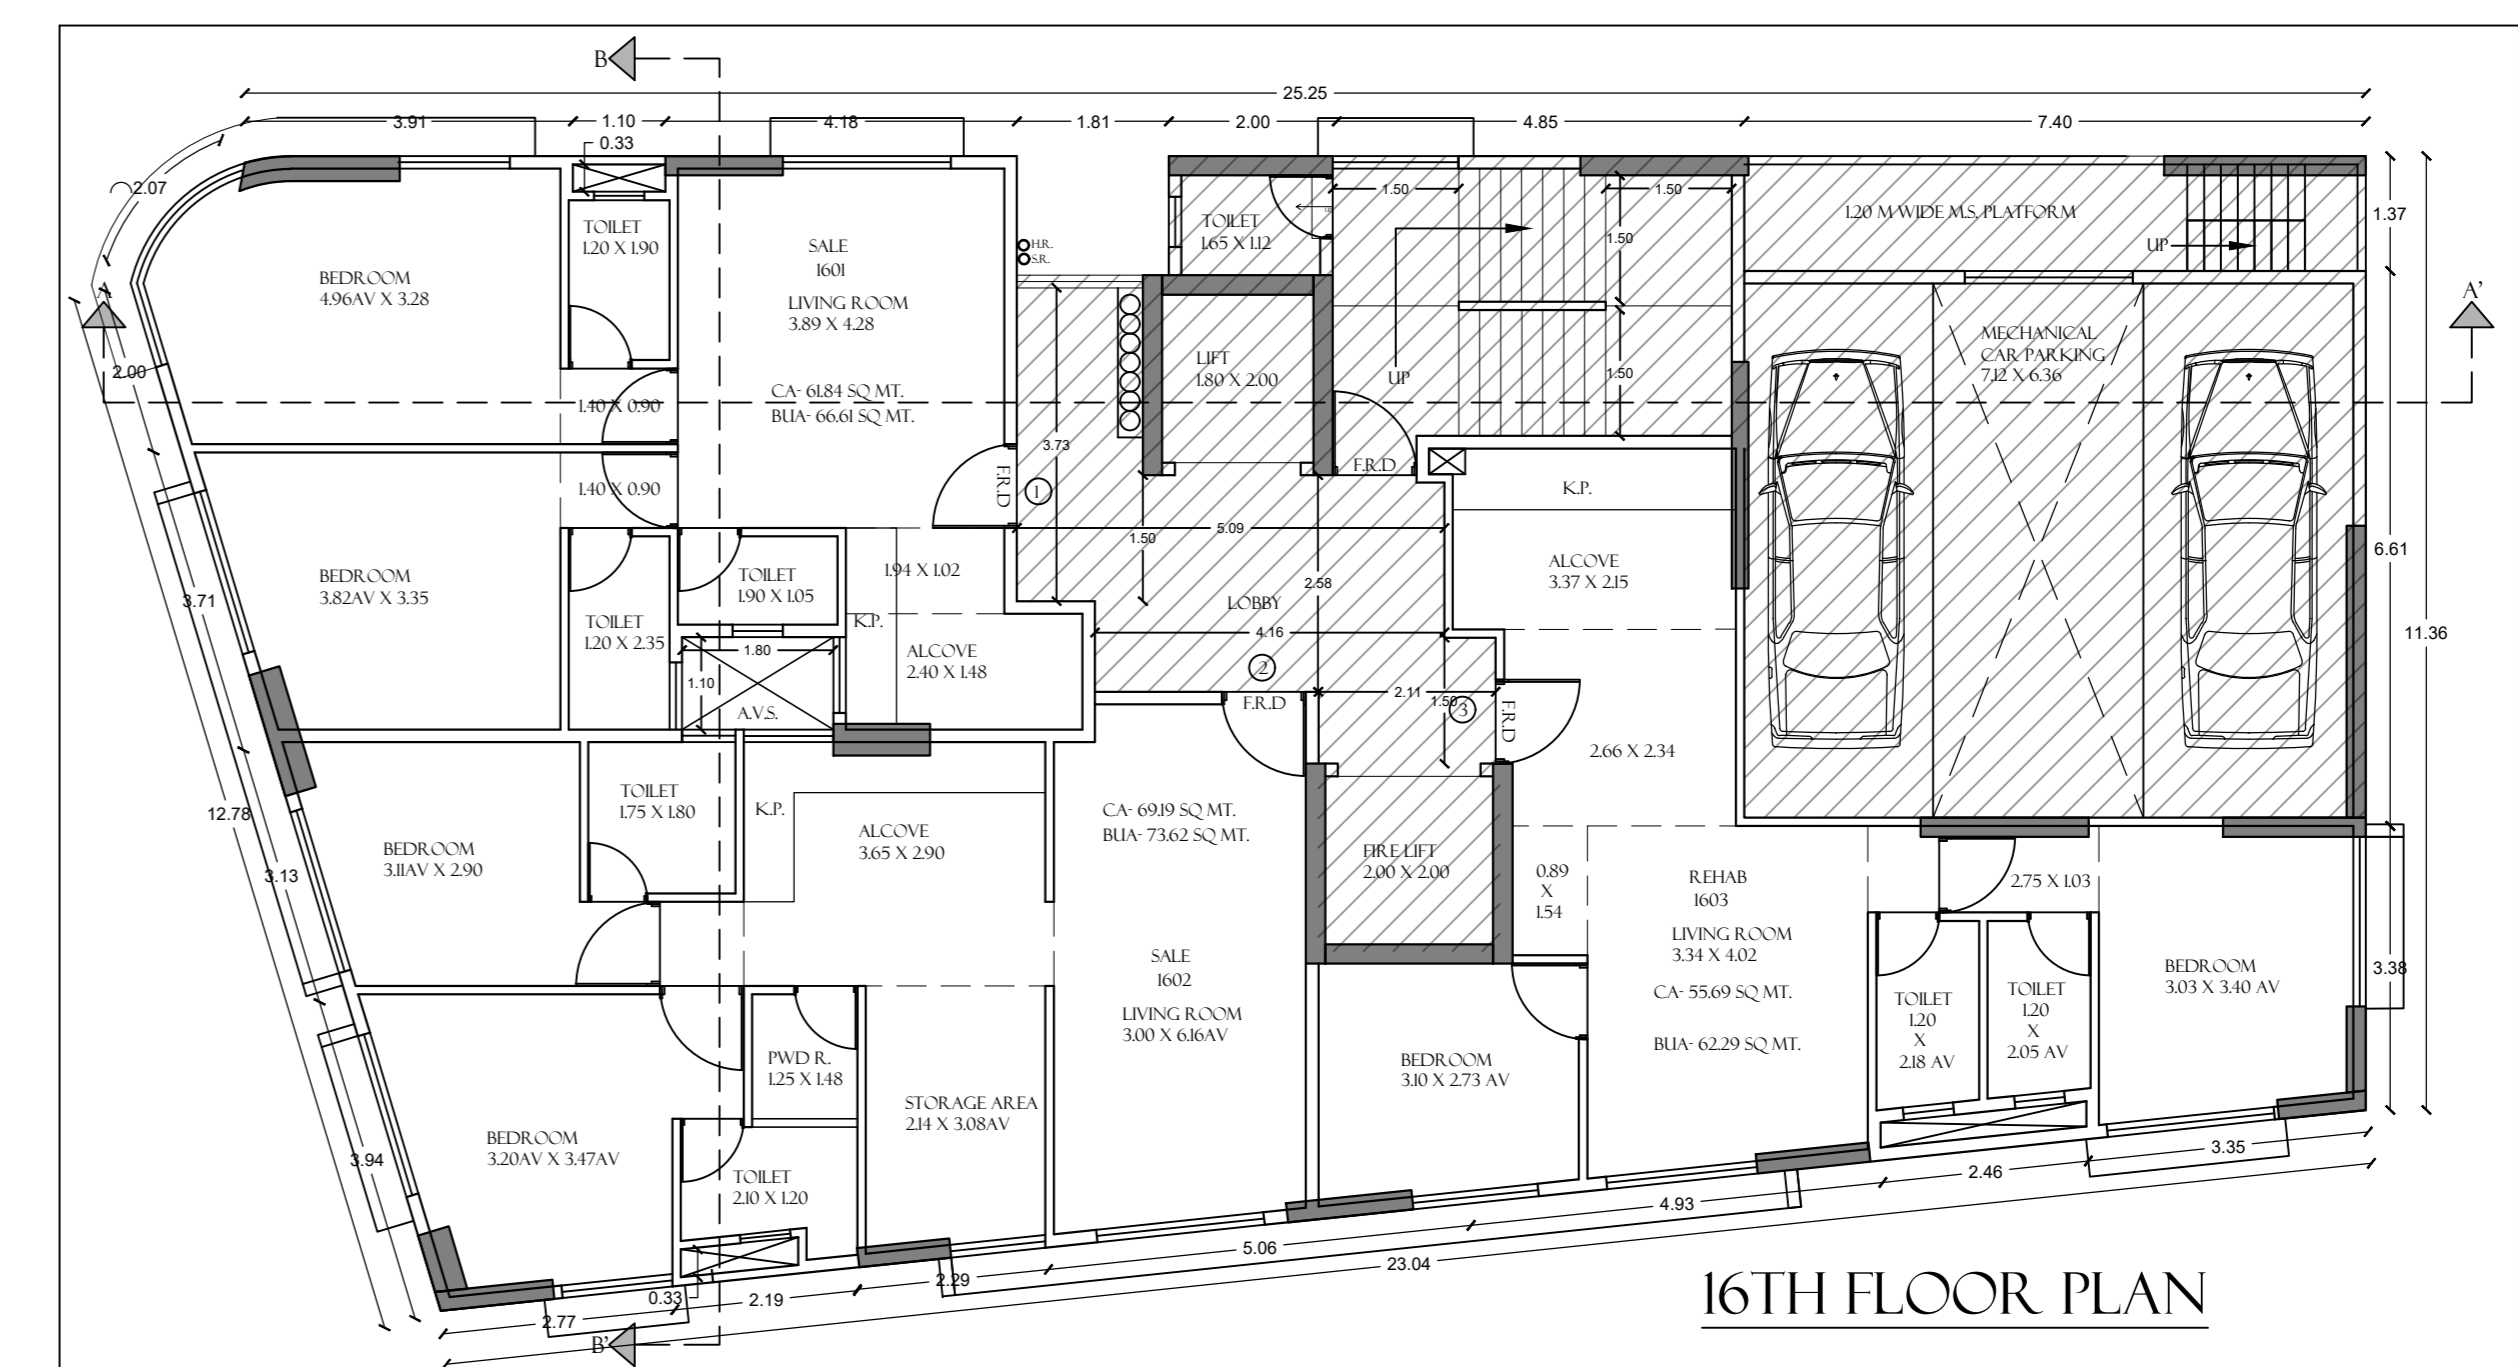 B
25.25
3.91
1.10
4.18
1.81
2.00
4.85
7.40
0.33
2.07
TOILET
1.20 X 1.90
SALE
1601
LIVING ROOM
3.89 X 4.28
CA- 61.84 SQ MT.
BUA- 66.61 SQ MT.
H.R.
S.R.
TOILET
1.65 X 1.12
1.50
1.50
1.50
1.50
UP
1.20 M WIDE M.S. PLATFORM
UP
1.37
A
A'
BEDROOM
4.96AV X 3.28
2.00
1.40 X 0.90
1.40 X 0.90
LIFT
1.80 X 2.00
MECHANICAL
CAR PARKING
7.12 X 6.36
3.73
F.R.D
1
F.R.D
K.P.
5.09
1.50
2.58
LOBBY
4.16
2
ALCOVE
3.37 X 2.15
6.61
11.36
BEDROOM
3.82AV X 3.35
3.71
TOILET
1.20 X 2.35
TOILET
1.90 X 1.05
1.94 X 1.02
K.P.
ALCOVE
2.40 X 1.48
1.80
1.10
A.V.S.
F.R.D
2.11
1.50
3
F.R.D
2.66 X 2.34
12.78
3.13
BEDROOM
3.11AV X 2.90
TOILET
1.75 X 1.80
K.P.
ALCOVE
3.65 X 2.90
CA- 69.19 SQ MT.
BUA- 73.62 SQ MT.
FIRE LIFT
2.00 X 2.00
0.89
X
1.54
REHAB
1603
LIVING ROOM
3.34 X 4.02
CA- 55.69 SQ MT.
BUA- 62.29 SQ MT.
2.75 X 1.03
BEDROOM
3.03 X 3.40 AV
3.38
SALE
1602
LIVING ROOM
3.00 X 6.16AV
TOILET
1.20
X
2.18 AV
TOILET
1.20
X
2.05 AV
BEDROOM
3.10 X 2.73 AV
PWD R.
1.25 X 1.48
STORAGE AREA
2.14 X 3.08AV
BEDROOM
3.20AV X 3.47AV
3.94
TOILET
2.10 X 1.20
0.33
2.77
2.19
2.29
5.06
4.93
2.46
3.35
23.04
B'
16TH FLOOR PLAN